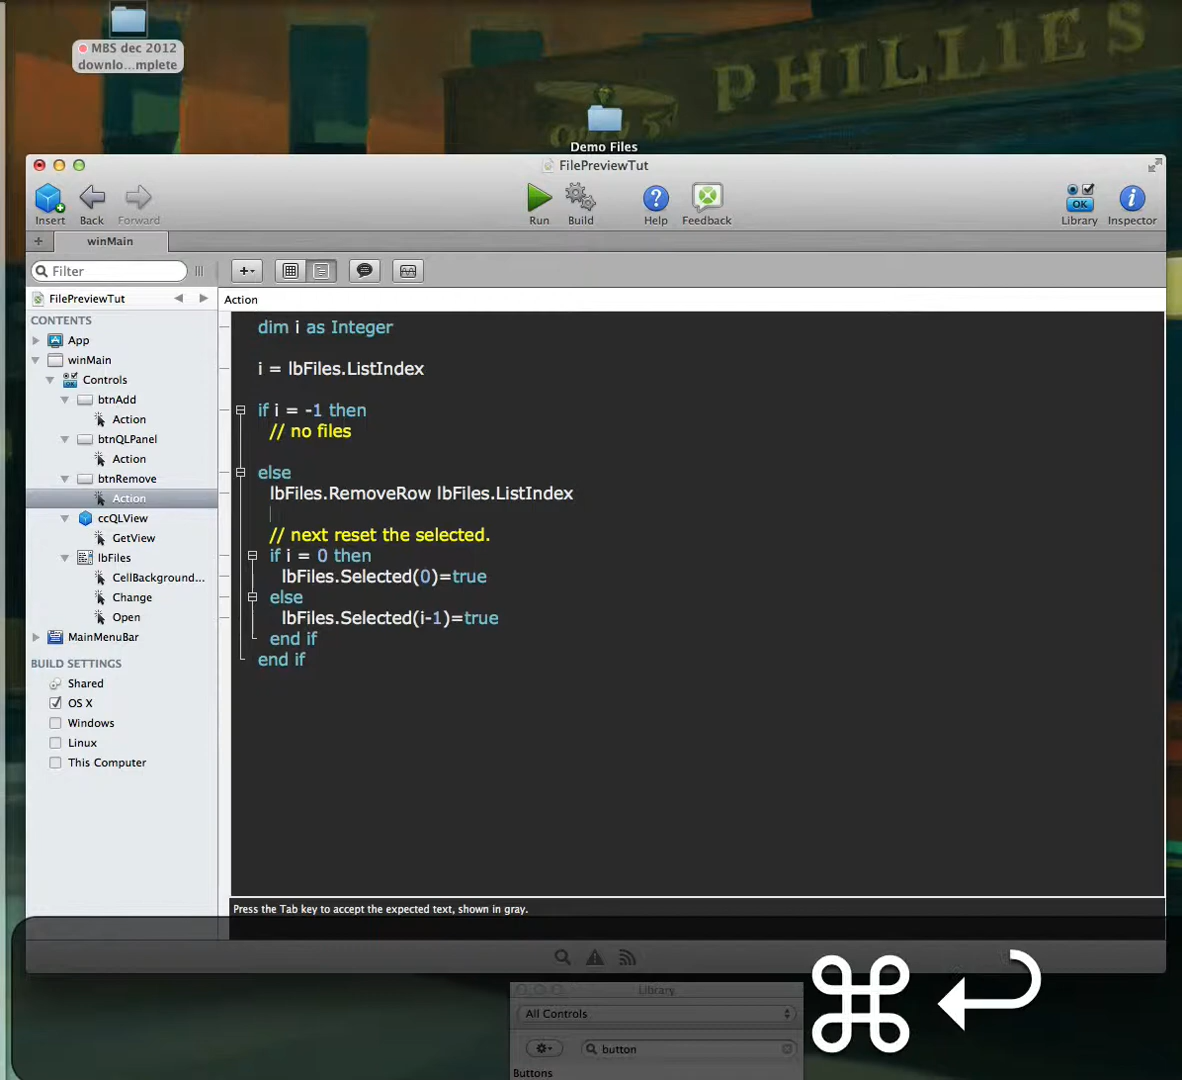 PHILLIES
MBS dec 2012
downlo...mplete
Demo Files
FilePreviewTut
Insert
Back
Forward
Run
Build
Help
Feedback
Library
Inspector
winMain
Filter
FilePreviewTut
Action
CONTENTS
App
winMain
Controls
btnAdd
Action
btnQLPanel
Action
btnRemove
Action
ccQLView
GetView
lbFiles
CellBackground...
Change
Open
MainMenuBar
BUILD SETTINGS
Shared
OS X
Windows
Linux
This Computer
dim i as Integer
i = lbFiles.ListIndex
if i = -1 then
// no files
else
lbFiles.RemoveRow lbFiles.ListIndex
// next reset the selected.
if i = 0 then
lbFiles.Selected(0)=true
else
lbFiles.Selected(i-1)=true
end if
end if
Press the Tab key to accept the expected text, shown in gray.
Library
All Controls
button
Buttons